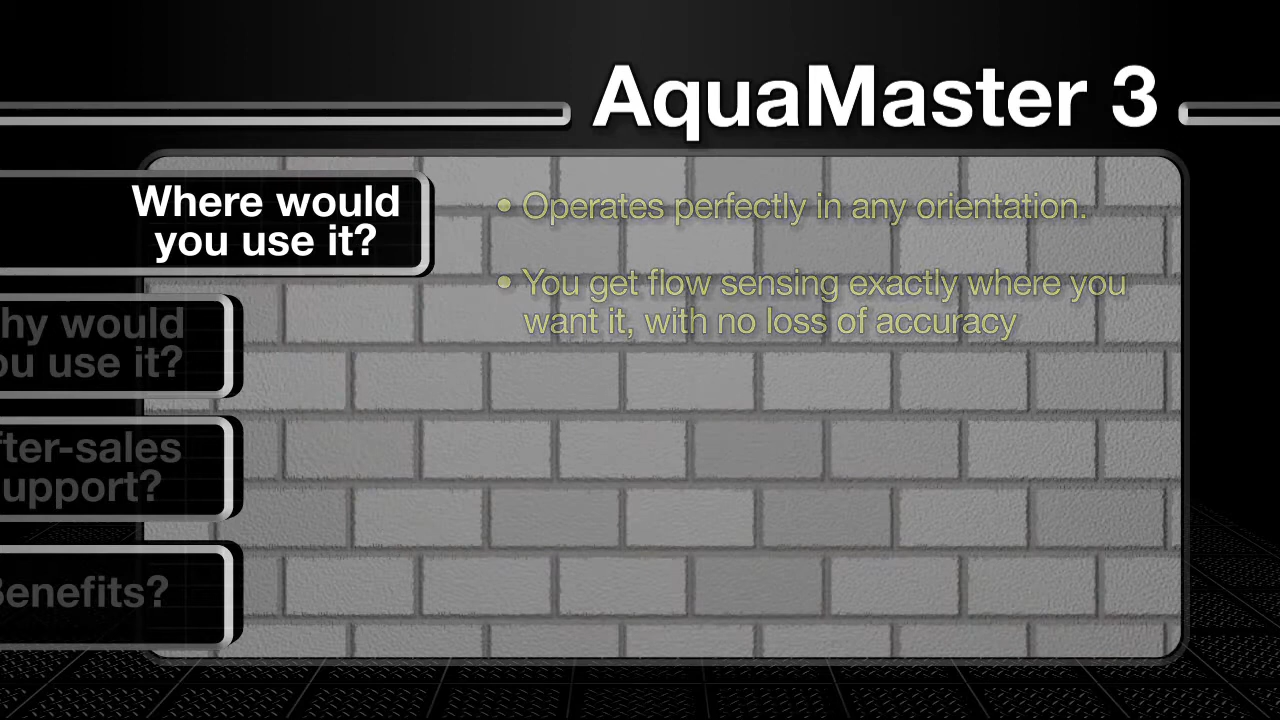 AquaMaster 3
Where would
you use it?
• Operates perfectly in any orientation.
• You get flow sensing exactly where you
want it, with no loss of accuracy
hy would
ou use it?
fter-sales
upport?
Benefits?